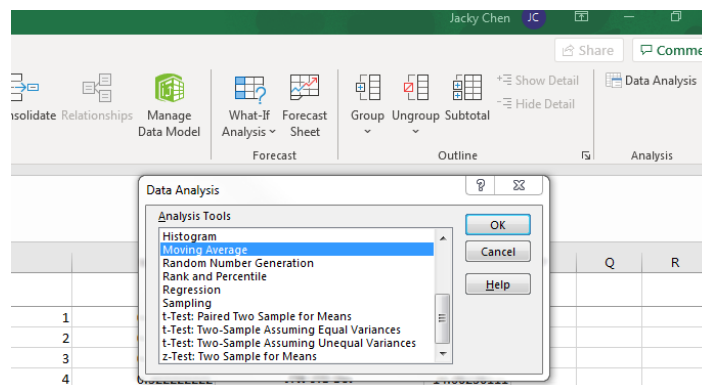 Jacky Chen JC
Share Comme
nsolidate Relationships Manage Data Model What-If Analysis Forecast Sheet Group Ungroup Subtotal Show Detail Hide Detail Data Analysis
Forecast Outline Analysis
Data Analysis ?
Analysis Tools
Histogram
Moving Average
Random Number Generation
Rank and Percentile
Regression
Sampling
t-Test: Paired Two Sample for Means
t-Test: Two-Sample Assuming Equal Variances
t-Test: Two-Sample Assuming Unequal Variances
z-Test: Two Sample for Means
OK
Cancel
Help
Q R
1
2
3
4